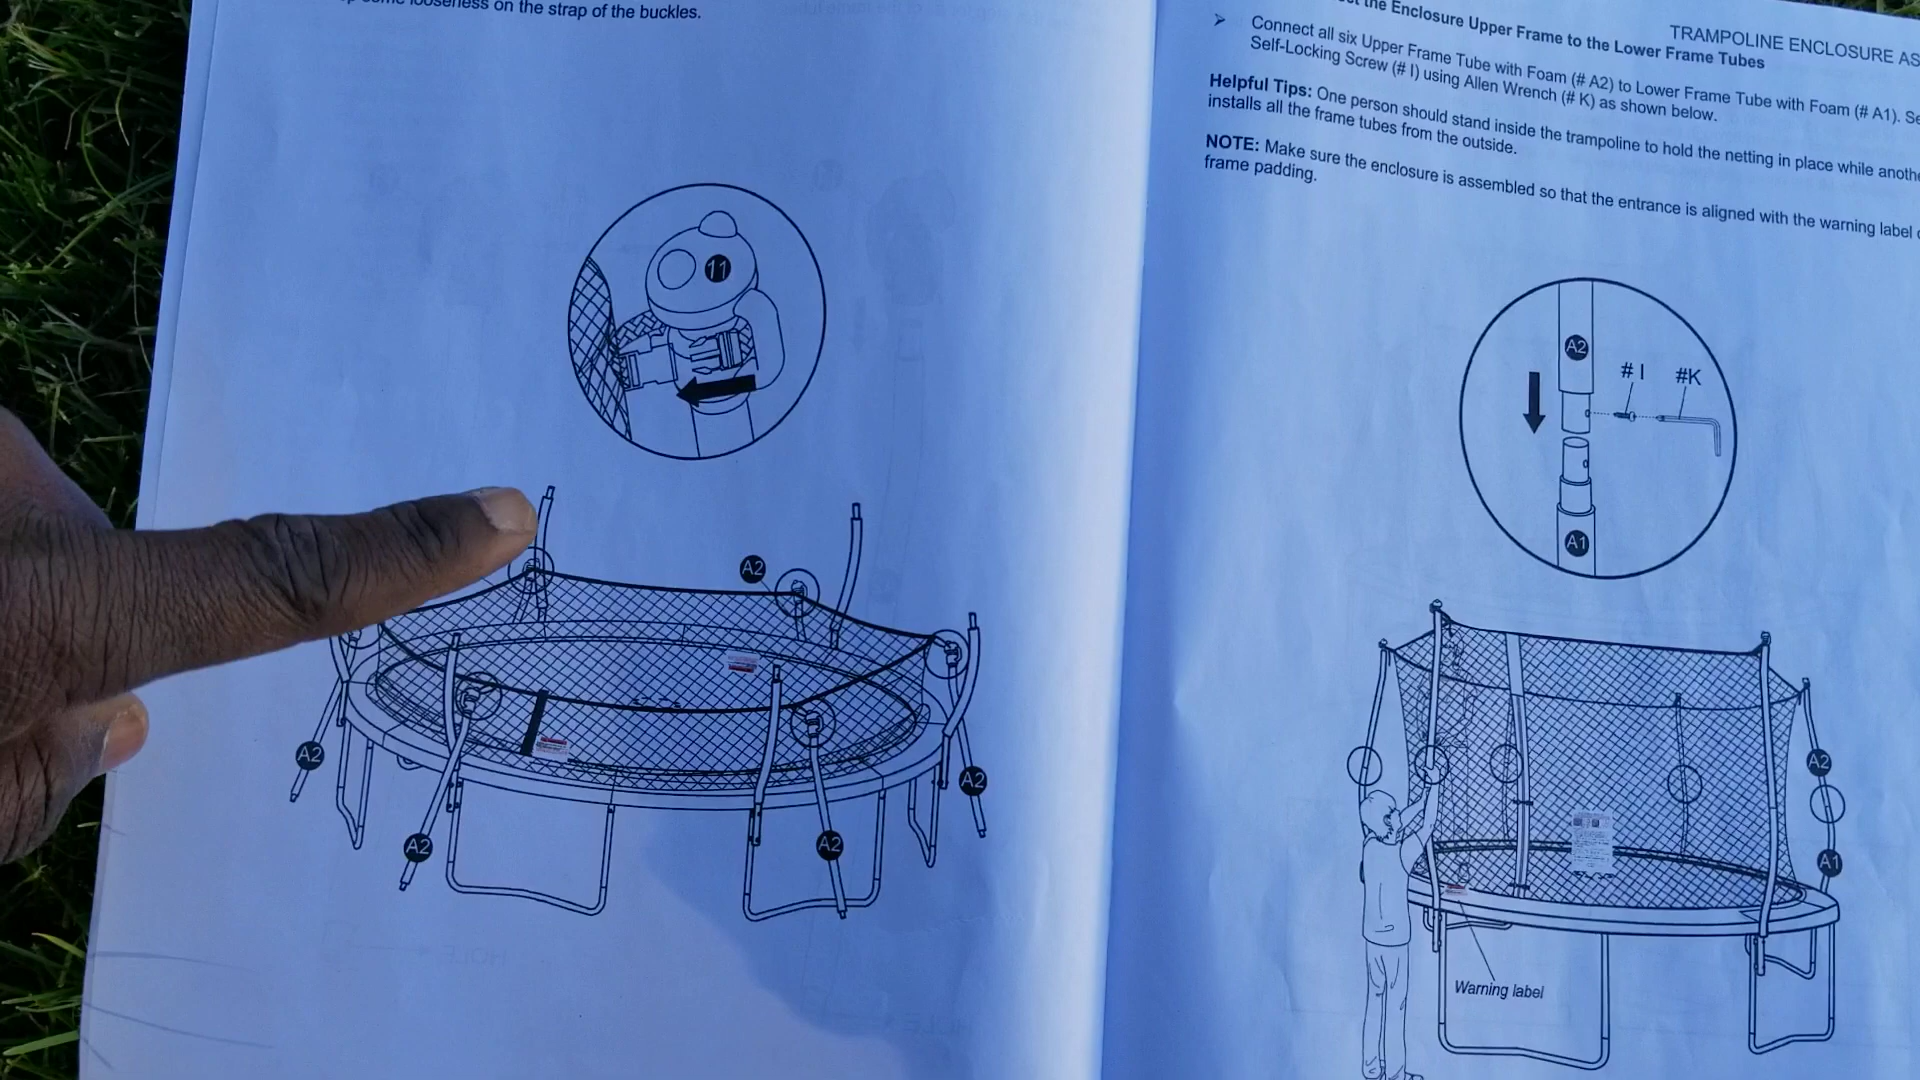 looseness on the strap of the buckles.
11
A2
A2
A2
A2
A2
TRAMPOLINE ENCLOSURE AS
the Enclosure Upper Frame to the Lower Frame Tubes
➤ Connect all six Upper Frame Tube with Foam (# A2) to Lower Frame Tube with Foam (# A1). Se
Self-Locking Screw (# I) using Allen Wrench (# K) as shown below.
Helpful Tips: One person should stand inside the trampoline to hold the netting in place while anothe
installs all the frame tubes from the outside.
NOTE: Make sure the enclosure is assembled so that the entrance is aligned with the warning label
frame padding.
A2
# I
#K
A1
A2
A1
Warning label